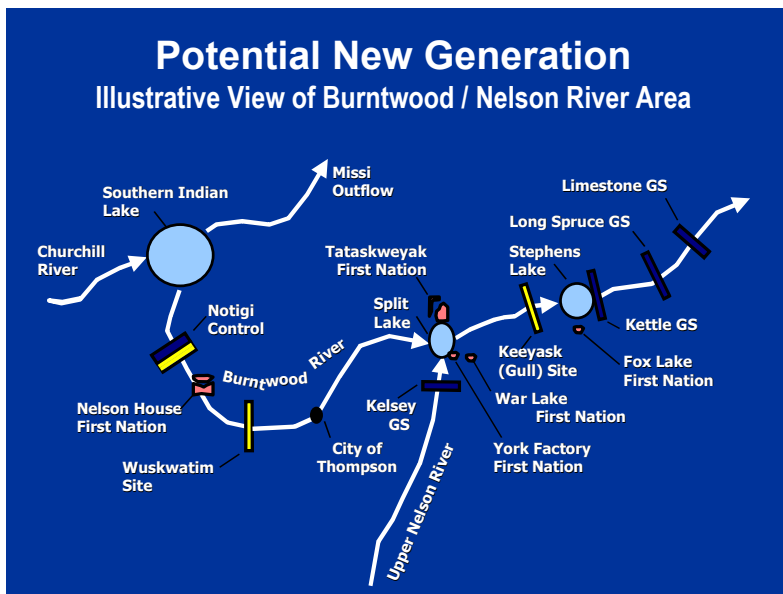 Potential New Generation
Illustrative View of Burntwood / Nelson River Area
Missi
Outflow
Southern Indian
Lake
Churchill
River
Limestone GS
Long Spruce GS
Stephens
Lake
Tataskweyak
First Nation
Split
Lake
Notigi
Control
Kettle GS
Keeyask
(Gull) Site
Fox Lake
First Nation
Burntwood River
Nelson House
First Nation
Kelsey
GS
War Lake
First Nation
City of
Thompson
York Factory
First Nation
Wuskwatim
Site
Upper Nelson River